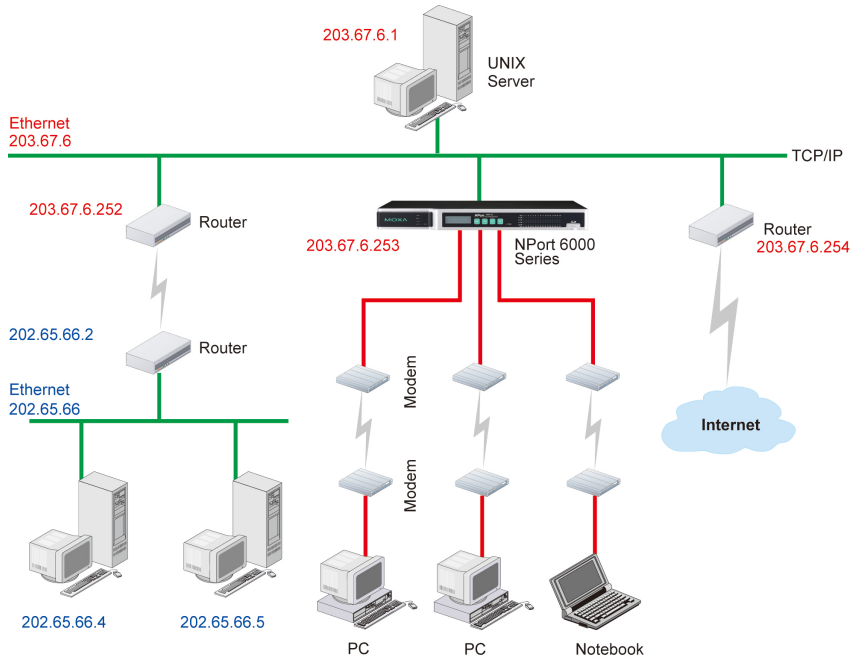 203.67.6.1
UNIX
Server
Ethernet
203.67.6
TCP/IP
203.67.6.252
Router
MOXA
NPort
203.67.6.253
NPort 6000
Series
Router
203.67.6.254
202.65.66.2
Router
Ethernet
202.65.66
Modem
Internet
Modem
202.65.66.4
202.65.66.5
PC
PC
Notebook